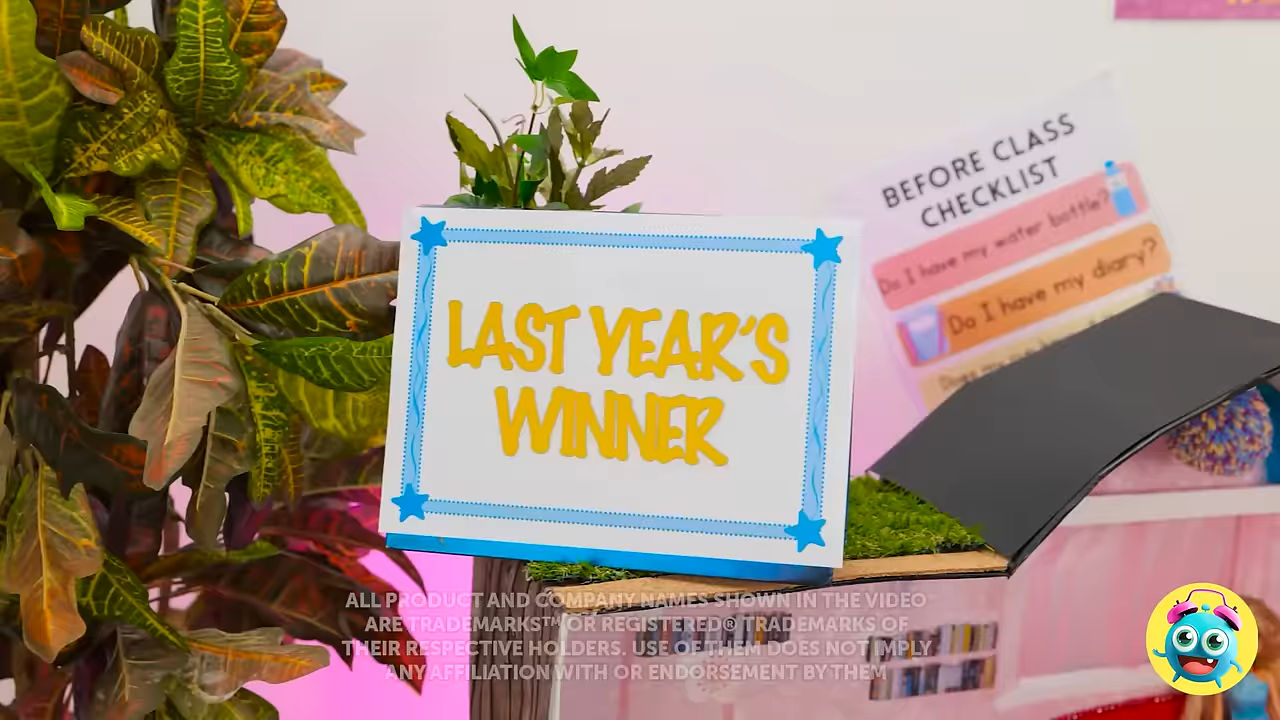 LAST YEAR'S
WINNER
BEFORE CLASS
CHECKLIST
Do I have my water bottle?
Do I have my diary?
ALL PRODUCT AND COMPANY NAMES SHOWN IN THE VIDEO
ARE TRADEMARKS™ OR REGISTERED® TRADEMARKS OF
THEIR RESPECTIVE HOLDERS. USE OF THEM DOES NOT IMPLY
ANY AFFILIATION WITH OR ENDORSEMENT BY THEM